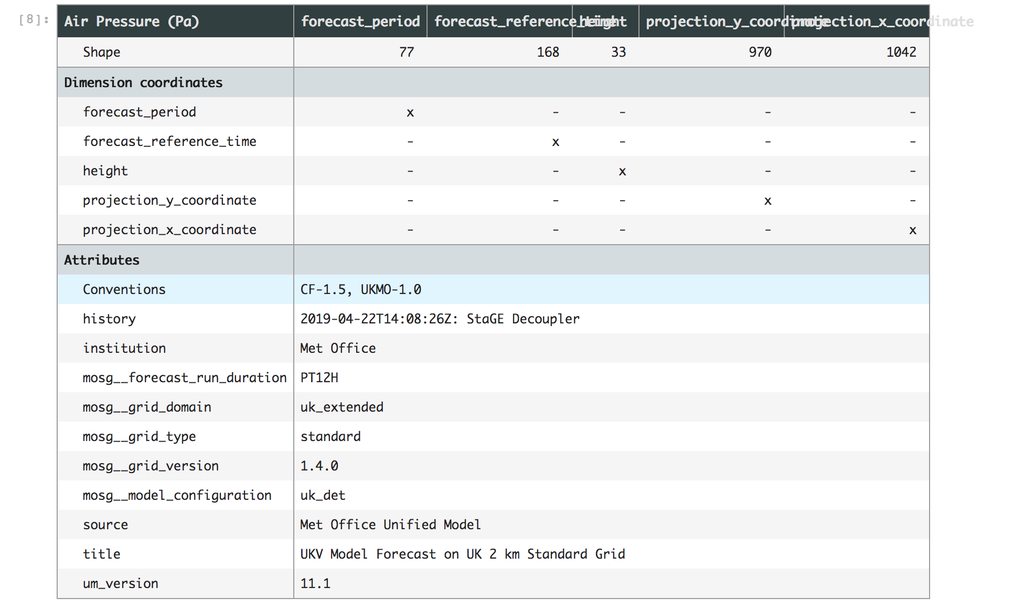 [8]:
Air Pressure (Pa) forecast_period forecast_reference_time height projection_y_coordinate projection_x_coordinate
Shape 77 168 33 970 1042
Dimension coordinates
forecast_period x - - - -
forecast_reference_time - x - - -
height - - x - -
projection_y_coordinate - - - x -
projection_x_coordinate - - - - x
Attributes
Conventions CF-1.5, UKMO-1.0
history 2019-04-22T14:08:26Z: StaGE Decoupler
institution Met Office
mosg__forecast_run_duration PT12H
mosg__grid_domain uk_extended
mosg__grid_type standard
mosg__grid_version 1.4.0
mosg__model_configuration uk_det
source Met Office Unified Model
title UKV Model Forecast on UK 2 km Standard Grid
um_version 11.1